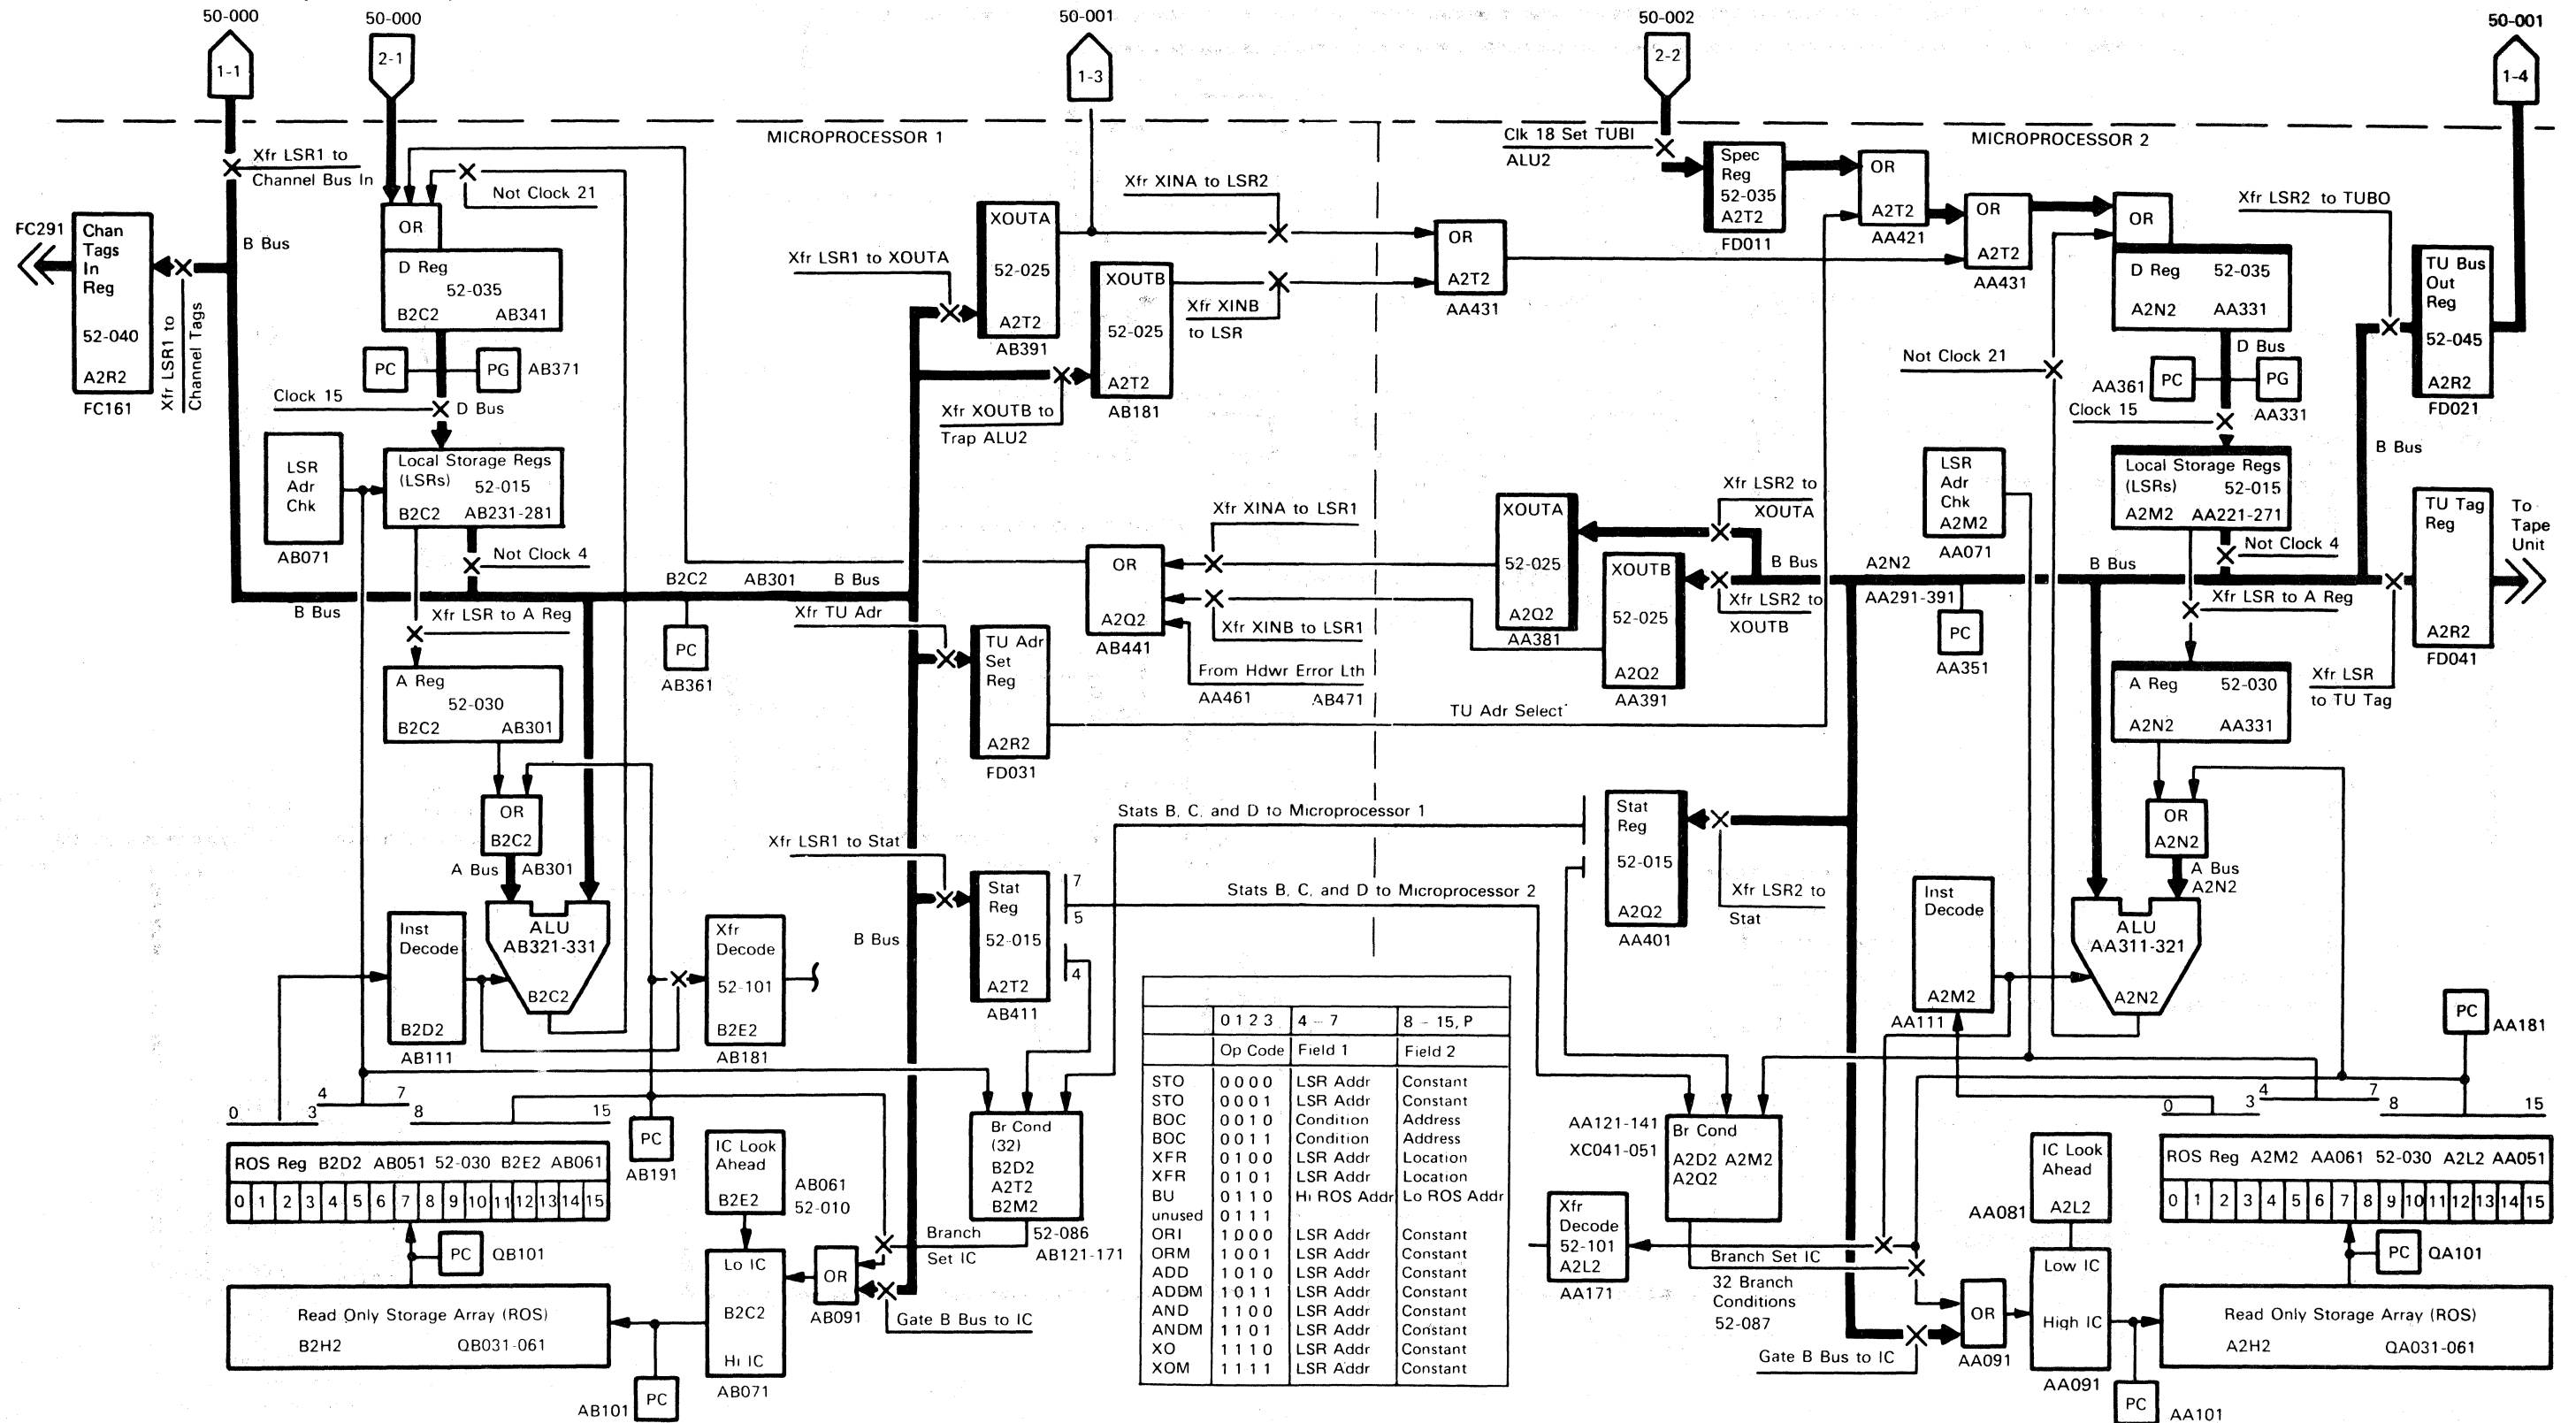 50-000
50-000
50-001
50-002
50-001
1-1
2-1
1-3
2-2
1-4
MICROPROCESSOR 1
MICROPROCESSOR 2
Xfr LSR1 to
Channel Bus In
Not Clock 21
OR
D Reg
52-035
B2C2 AB341
FC291
Chan
Tags
In
Reg
52-040
A2R2
FC161
Xfr LSR1 to
Channel Tags
B Bus
PC
PG
AB371
Clock 15
D Bus
LSR
Adr
Chk
AB071
Local Storage Regs
(LSRs) 52-015
B2C2 AB231-281
Not Clock 4
B Bus
Xfr LSR to A Reg
B2C2 AB301 B Bus
PC
AB361
A Reg
52-030
B2C2 AB301
OR
B2C2
A Bus AB301
ALU
AB321-331
B2C2
Inst
Decode
B2D2
AB111
Xfr
Decode
52-101
B2E2
AB181
0 3
4 7
8 15
PC
AB191
ROS Reg B2D2 AB051 52-030 B2E2 AB061
0 1 2 3 4 5 6 7 8 9 10 11 12 13 14 15
PC
QB101
Read Only Storage Array (ROS)
B2H2 QB031-061
PC
AB101
IC Look
Ahead
B2E2
AB061
52-010
Lo IC
B2C2
Hi IC
AB071
OR
AB091
Branch
Set IC
Gate B Bus to IC
Br Cond
(32)
B2D2
A2T2
B2M2
52-086
AB121-171
Xfr LSR1 to XOUTA
XOUTA
52-025
A2T2
AB391
XOUTB
52-025
A2T2
AB181
Xfr XOUTB to
Trap ALU2
Xfr XINA to LSR2
Xfr XINB
to LSR
OR
A2T2
AA431
Xfr TU Adr
TU Adr
Set
Reg
A2R2
FD031
OR
A2Q2
AB441
Xfr XINA to LSR1
Xfr XINB to LSR1
From Hdwr Error Lth
AA461 AB471
TU Adr Select
Xfr LSR1 to Stat
B Bus
Stat
Reg
52-015
A2T2
AB411
7
5
4
Stats B, C, and D to Microprocessor 1
Stats B, C, and D to Microprocessor 2
0 1 2 3 4 - 7 8 - 15, P
Op Code Field 1 Field 2
STO 0 0 0 0 LSR Addr Constant
STO 0 0 0 1 LSR Addr Constant
BOC 0 0 1 0 Condition Address
BOC 0 0 1 1 Condition Address
XFR 0 1 0 0 LSR Addr Location
XFR 0 1 0 1 LSR Addr Location
BU 0 1 1 0 Hi ROS Addr Lo ROS Addr
unused 0 1 1 1
ORI 1 0 0 0 LSR Addr Constant
ORM 1 0 0 1 LSR Addr Constant
ADD 1 0 1 0 LSR Addr Constant
ADDM 1 0 1 1 LSR Addr Constant
AND 1 1 0 0 LSR Addr Constant
ANDM 1 1 0 1 LSR Addr Constant
XO 1 1 1 0 LSR Addr Constant
XOM 1 1 1 1 LSR Addr Constant
Clk 18 Set TUBI
ALU2
Spec
Reg
52-035
A2T2
FD011
OR
A2T2
AA421
OR
A2T2
AA431
OR
D Reg 52-035
A2N2 AA331
Xfr LSR2 to TUBO
TU Bus
Out
Reg
52-045
A2R2
FD021
Not Clock 21
D Bus
AA361
PC
PG
AA331
Clock 15
B Bus
LSR
Adr
Chk
A2M2
AA071
Local Storage Regs
(LSRs) 52-015
A2M2 AA221-271
Not Clock 4
TU Tag
Reg
A2R2
FD041
To
Tape
Unit
Xfr LSR2 to
XOUTA
XOUTA
52-025
A2Q2
AA381
XOUTB
52-025
A2Q2
AA391
B Bus
Xfr LSR2 to
XOUTB
A2N2
AA291-391
B Bus
PC
AA351
Xfr LSR to A Reg
A Reg 52-030
A2N2 AA331
Xfr LSR
to TU Tag
OR
A2N2
A Bus
A2N2
Stat
Reg
52-015
A2Q2
AA401
Xfr LSR2 to
Stat
Inst
Decode
A2M2
AA111
ALU
AA311-321
A2N2
PC
AA181
AA121-141
XC041-051
Br Cond
A2D2 A2M2
A2Q2
Xfr
Decode
52-101
A2L2
AA171
Branch Set IC
32 Branch
Conditions
52-087
Gate B Bus to IC
OR
AA091
IC Look
Ahead
A2L2
AA081
Low IC
High IC
AA091
0 3
4 7
8 15
ROS Reg A2M2 AA061 52-030 A2L2 AA051
0 1 2 3 4 5 6 7 8 9 10 11 12 13 14 15
PC
QA101
Read Only Storage Array (ROS)
A2H2 QA031-061
PC
AA101